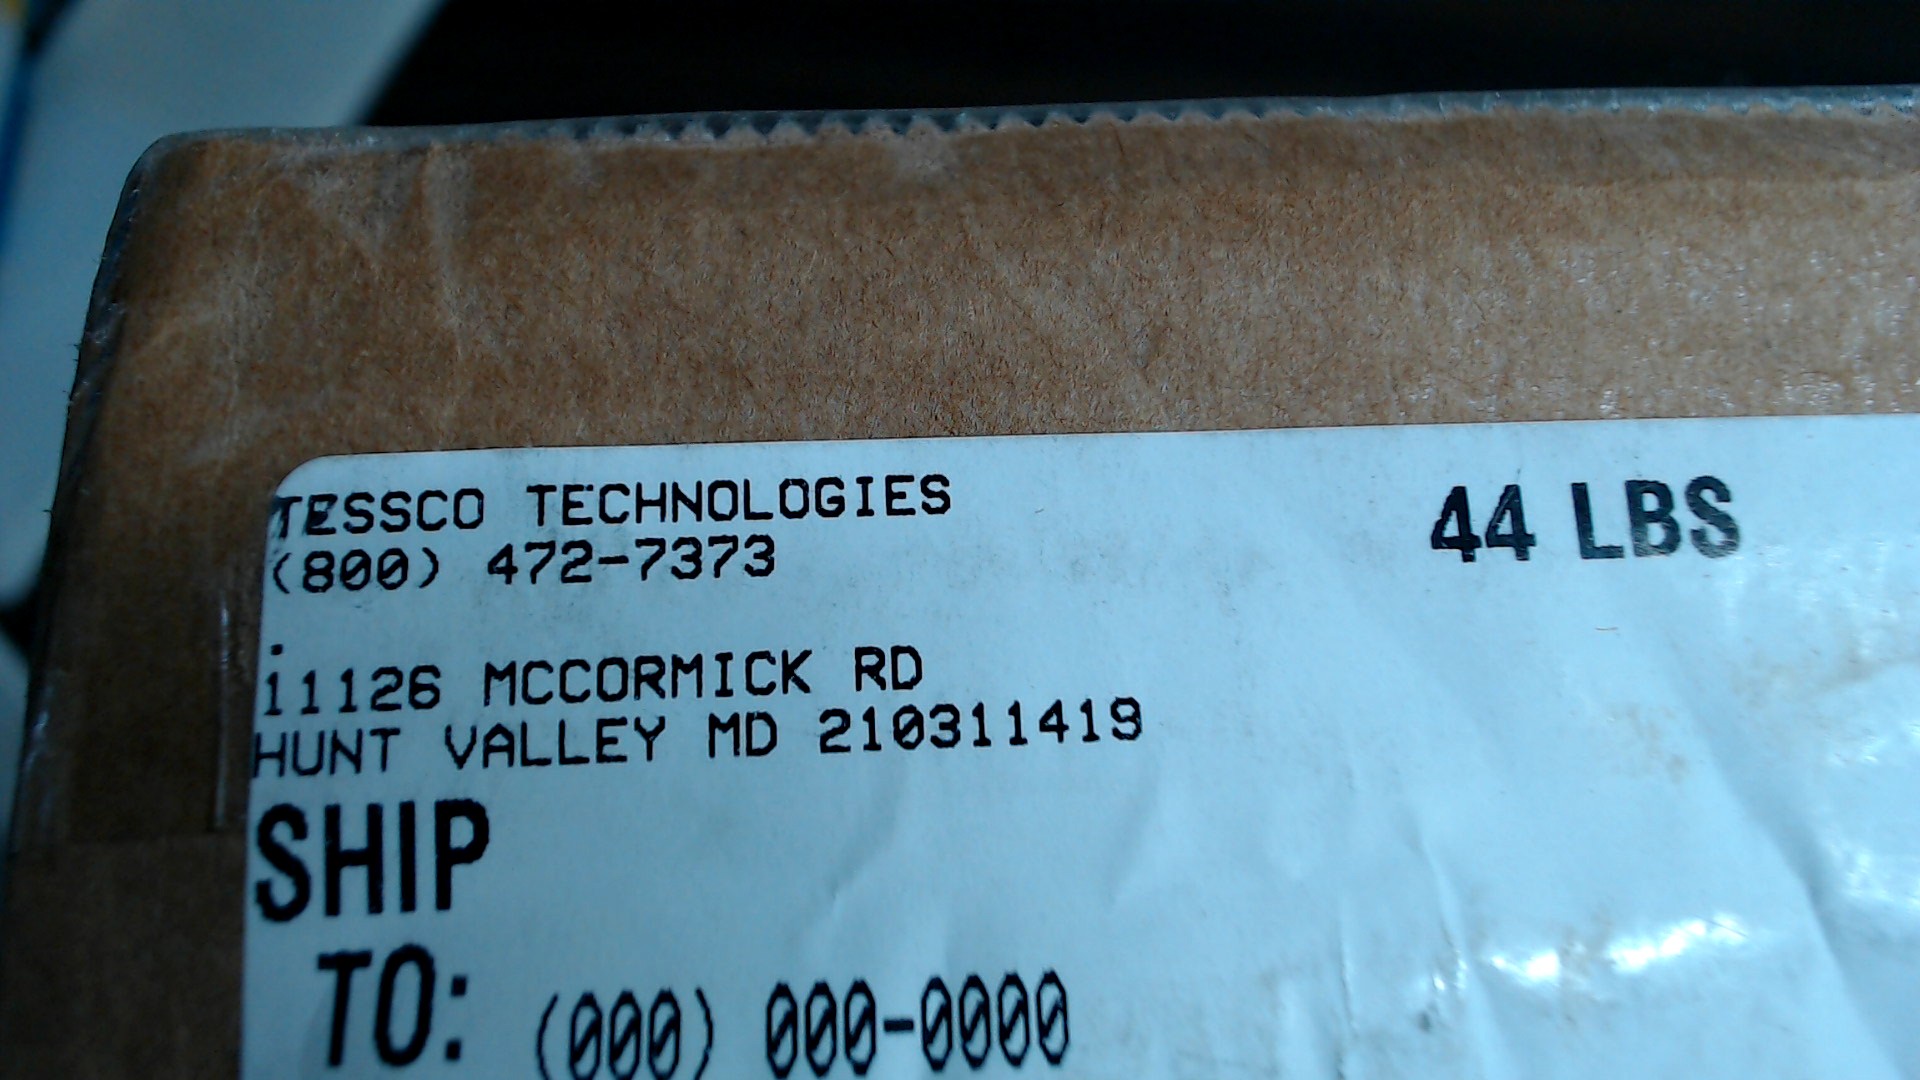 TESSCO TECHNOLOGIES 44 LBS
(800) 472-7373
.
11126 MCCORMICK RD
HUNT VALLEY MD 210311419
SHIP
TO: (000) 000-0000